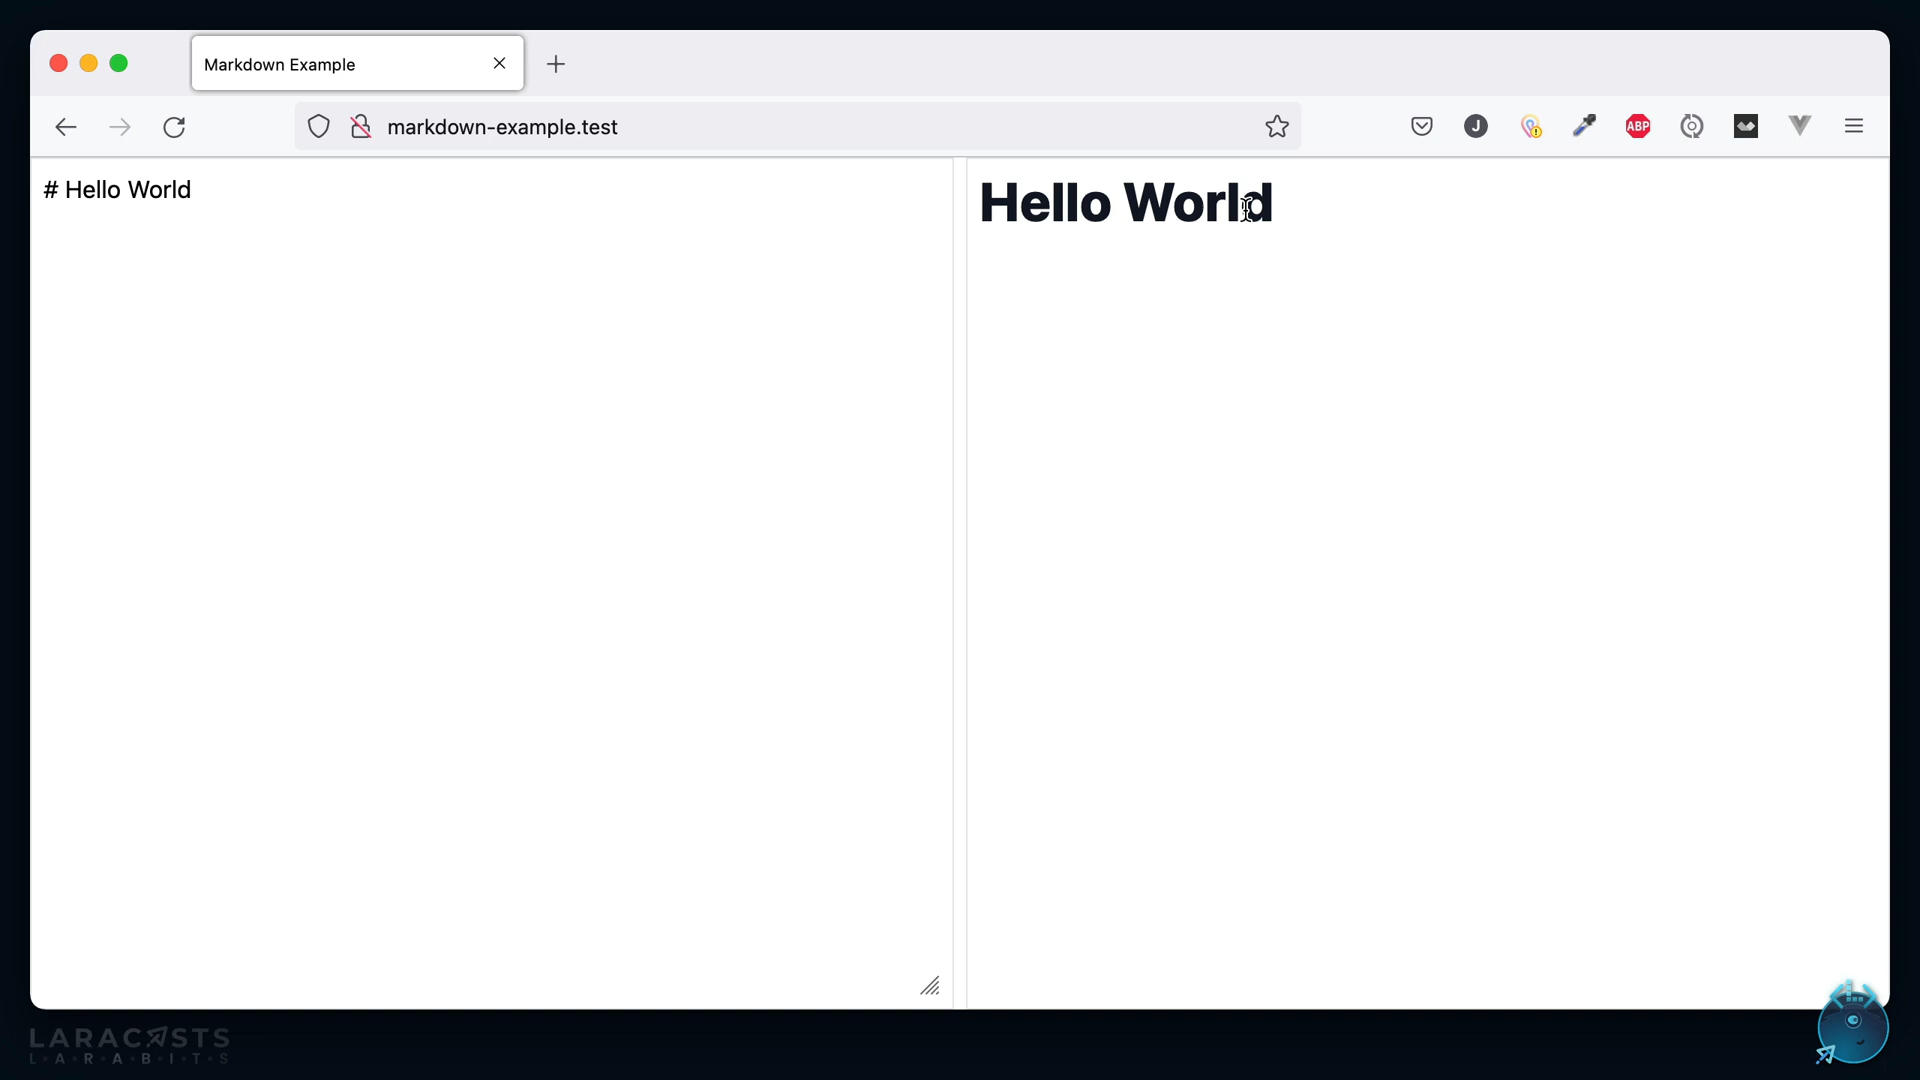 Markdown Example
markdown-example.test
J
ABP
# Hello World
Hello World
LARACASTS
L·A·R·A·B·I·T·S